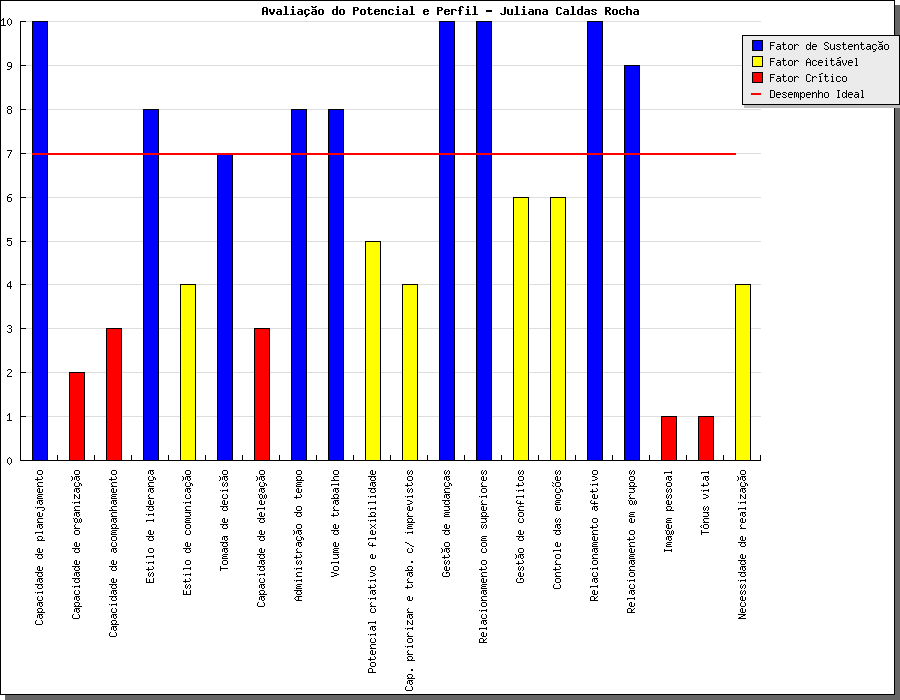 Avaliação do Potencial e Perfil - Juliana Caldas Rocha
Fator de Sustentação
Fator Aceitável
Fator Crítico
Desempenho Ideal
10
9
8
7
6
5
4
3
2
1
0
Capacidade de planejamento
Capacidade de organização
Capacidade de acompanhamento
Estilo de liderança
Estilo de comunicação
Tomada de decisão
Capacidade de delegação
Administração do tempo
Volume de trabalho
Potencial criativo e flexibilidade
Cap. priorizar e trab. c/ imprevistos
Gestão de mudanças
Relacionamento com superiores
Gestão de conflitos
Controle das emoções
Relacionamento afetivo
Relacionamento em grupos
Imagem pessoal
Tônus vital
Necessidade de realização